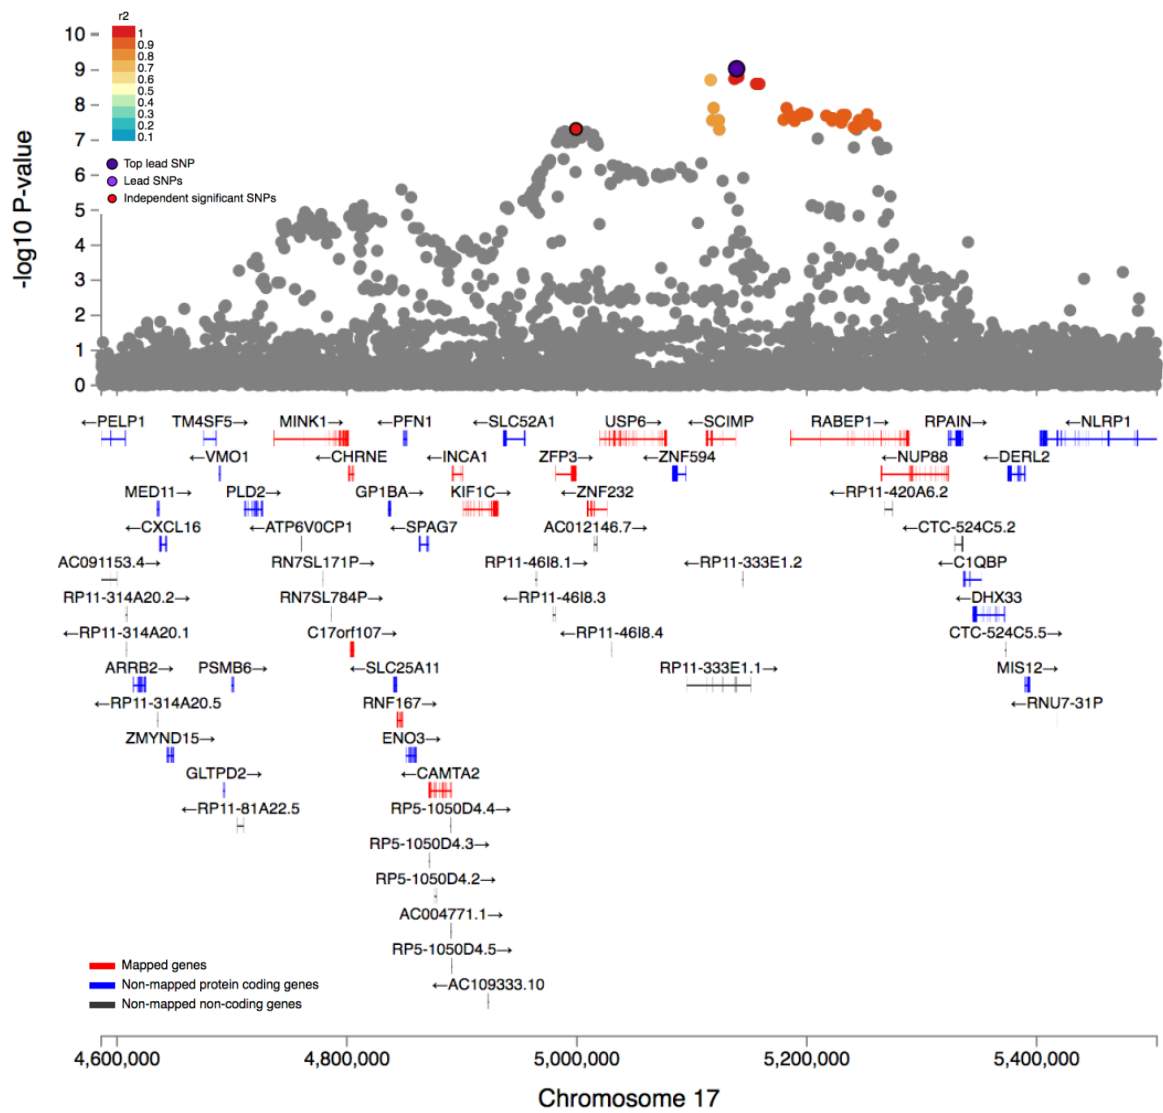 r2
1
0.9
0.8
0.7
0.6
0.5
0.4
0.3
0.2
0.1
Top lead SNP
Lead SNPs
Independent significant SNPs
-log10 P-value
10
9
8
7
6
5
4
3
2
1
0
←PELP1 TM4SF5→ MINK1→ ←PFN1 ←SLC52A1 USP6→ ←SCIMP RABEP1→ RPAIN→ ←NLRP1
←VMO1 ←CHRNE ←INCA1 ZFP3→ ←ZNF594 ←NUP88 ←DERL2
MED11→ PLD2→ GP1BA→ KIF1C→ ←ZNF232 ←RP11-420A6.2
←CXCL16 ←ATP6V0CP1 ←SPAG7 AC012146.7→ ←CTC-524C5.2
AC091153.4→ RN7SL171P→ RP11-46I8.1→ ←RP11-333E1.2 ←C1QBP
RP11-314A20.2→ RN7SL784P→ ←RP11-46I8.3 ←DHX33
←RP11-314A20.1 C17orf107→ ←RP11-46I8.4 CTC-524C5.5→
ARRB2→ PSMB6→ ←SLC25A11 RP11-333E1.1→ MIS12→
←RP11-314A20.5 RNF167→ ←RNU7-31P
ZMYND15→ ENO3→
GLTPD2→ ←CAMTA2
←RP11-81A22.5 RP5-1050D4.4→
RP5-1050D4.3→
RP5-1050D4.2→
AC004771.1→
RP5-1050D4.5→
←AC109333.10
Mapped genes
Non-mapped protein coding genes
Non-mapped non-coding genes
4,600,000 4,800,000 5,000,000 5,200,000 5,400,000
Chromosome 17